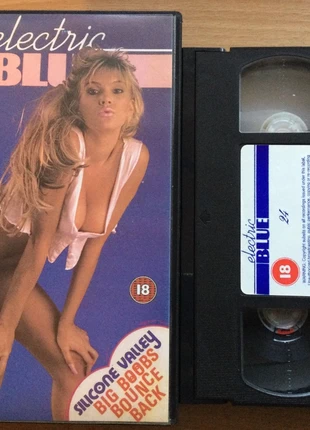 electric
BLUE
18
SILICONE VALLEY
BIG BOOBS
BOUNCE
BACK
electric
BLUE
24
18